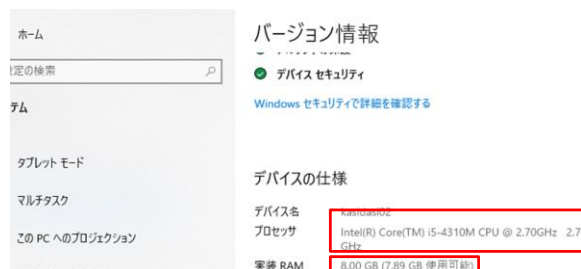 ホーム
バージョン情報
定の検索
デバイス セキュリティ
Windows セキュリティで詳細を確認する
テム
タブレット モード
マルチタスク
この PC へのプロジェクション
デバイスの仕様
デバイス名 kasidasi02
プロセッサ Intel(R) Core(TM) i5-4310M CPU @ 2.70GHz 2.7
GHz
実装 RAM 8.00 GB (7.89 GB 使用可能)